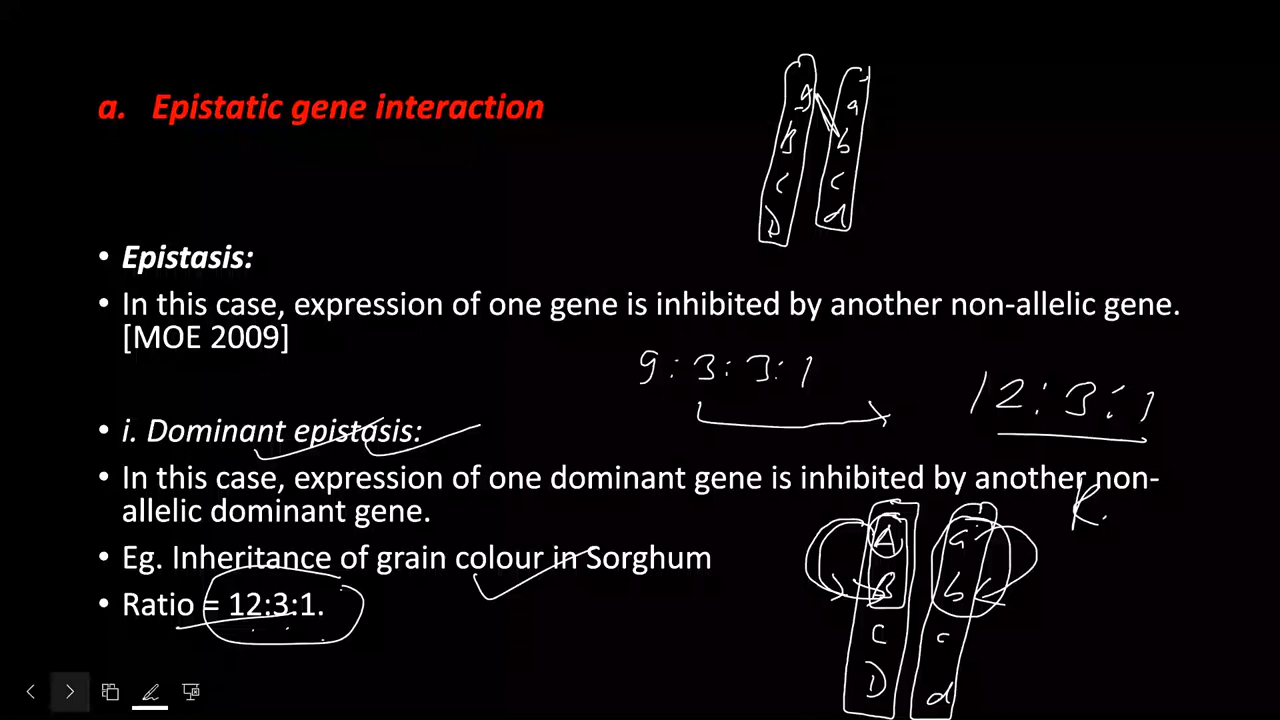 a. Epistatic gene interaction
a
B b
C c
D d
• Epistasis:
• In this case, expression of one gene is inhibited by another non-allelic gene.
[MOE 2009]
9 : 3 : 3 : 1
12 : 3 : 1
• i. Dominant epistasis:
• In this case, expression of one dominant gene is inhibited by another non-
allelic dominant gene.
R.
• Eg. Inheritance of grain colour in Sorghum
• Ratio = 12:3:1.
A a
B b
C c
D d